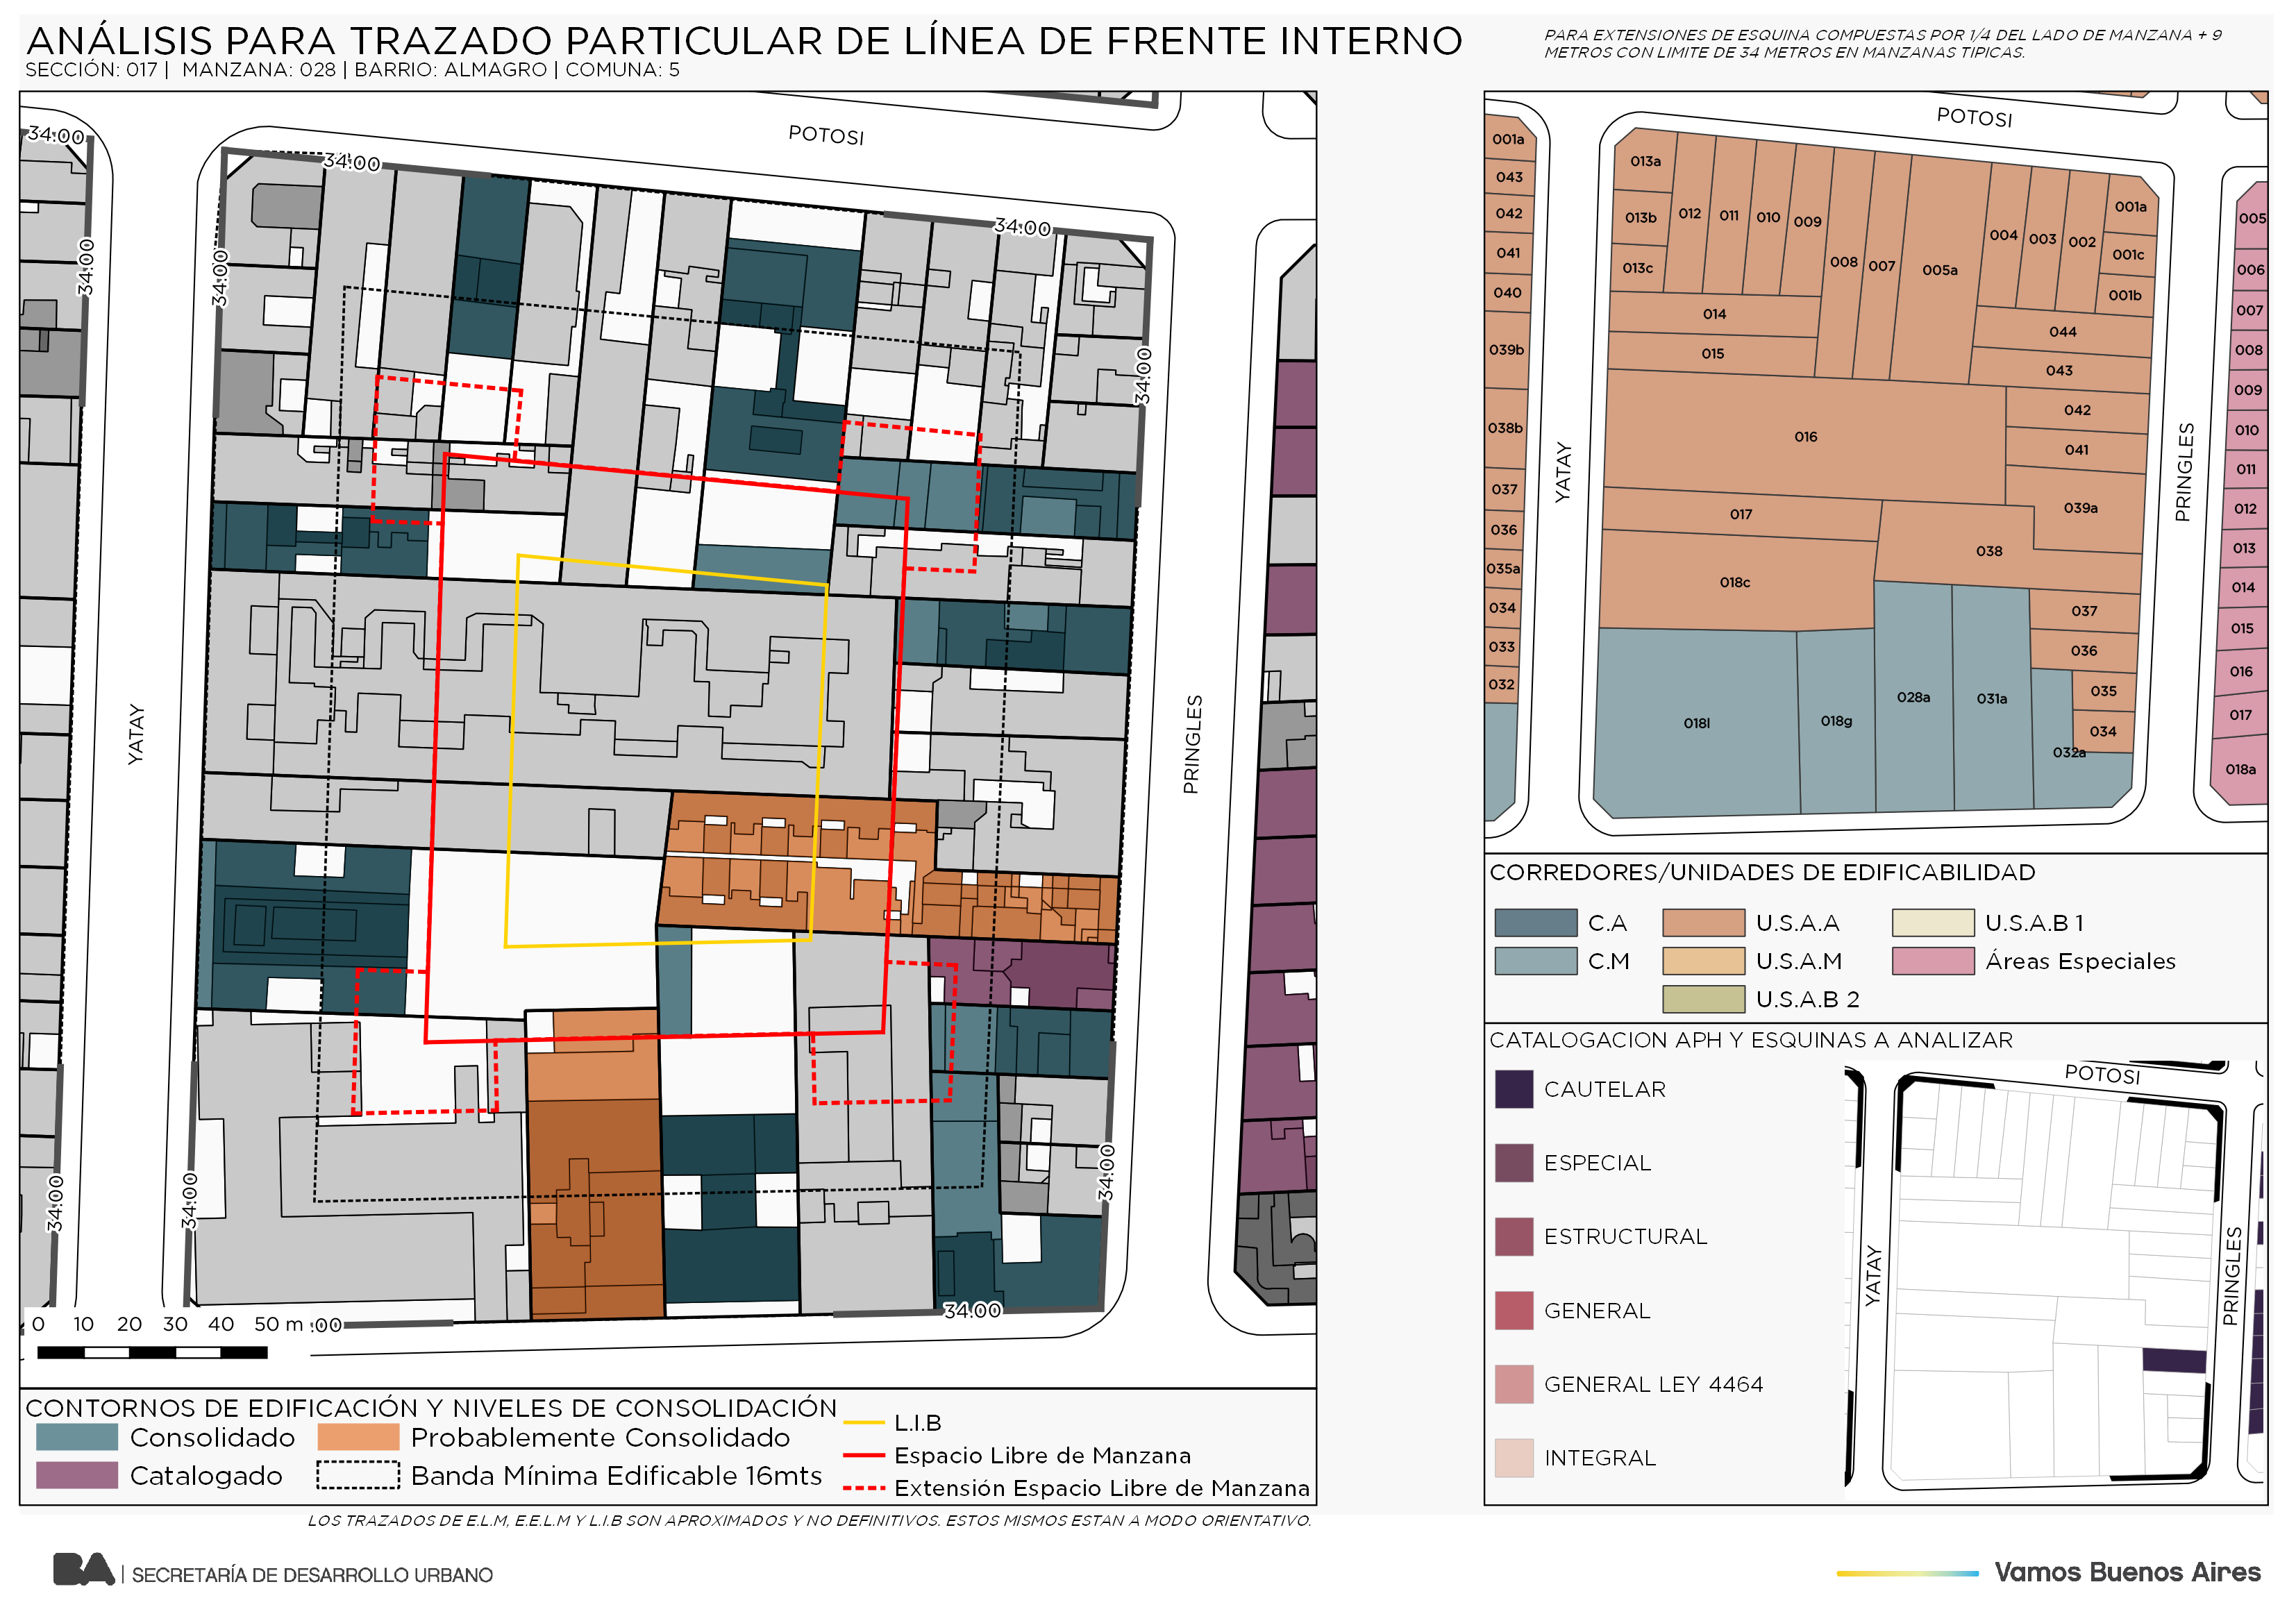 ANÁLISIS PARA TRAZADO PARTICULAR DE LÍNEA DE FRENTE INTERNO
SECCIÓN: 017 | MANZANA: 028 | BARRIO: ALMAGRO | COMUNA: 5
PARA EXTENSIONES DE ESQUINA COMPUESTAS POR 1/4 DEL LADO DE MANZANA + 9
METROS CON LIMITE DE 34 METROS EN MANZANAS TIPICAS.
POTOSI
34.00
34.00
34.00
34.00
34.00
34.00
YATAY
PRINGLES
34.00
34.00
34.00
34.00
:00
0 10 20 30 40 50 m
CONTORNOS DE EDIFICACIÓN Y NIVELES DE CONSOLIDACIÓN
Consolidado
Probablemente Consolidado
Catalogado
Banda Mínima Edificable 16mts
L.I.B
Espacio Libre de Manzana
Extensión Espacio Libre de Manzana
LOS TRAZADOS DE E.L.M, E.E.L.M Y L.I.B SON APROXIMADOS Y NO DEFINITIVOS. ESTOS MISMOS ESTAN A MODO ORIENTATIVO.
POTOSI
YATAY
PRINGLES
001a
043
042
041
040
039b
038b
037
036
035a
034
033
032
013a
013b
013c
012
011
010
009
008
007
005a
004
003
002
001a
001c
001b
014
015
044
043
016
042
041
039a
017
038
018c
037
036
035
034
032a
018l
018g
028a
031a
005
006
007
008
009
010
011
012
013
014
015
016
017
018a
CORREDORES/UNIDADES DE EDIFICABILIDAD
C.A
U.S.A.A
U.S.A.B 1
C.M
U.S.A.M
Áreas Especiales
U.S.A.B 2
CATALOGACION APH Y ESQUINAS A ANALIZAR
CAUTELAR
ESPECIAL
ESTRUCTURAL
GENERAL
GENERAL LEY 4464
INTEGRAL
POTOSI
YATAY
PRINGLES
BA | SECRETARÍA DE DESARROLLO URBANO
Vamos Buenos Aires